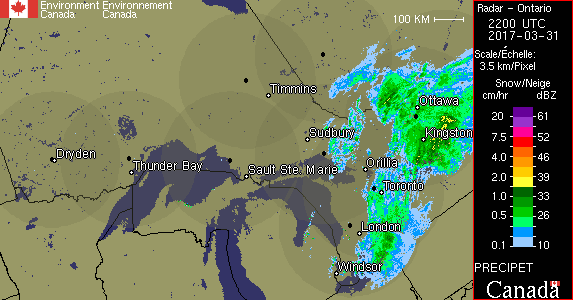 Environment Environnement
Canada Canada
100 KM
Timmins
Ottawa
Sudbury
Kingston
Dryden
Thunder Bay
Sault Ste. Marie
Orillia
Toronto
London
Windsor
Radar - Ontario
2200 UTC
2017-03-31
Scale/Échelle:
3.5 km/Pixel
Snow/Neige
cm/hr dBZ
20 61
7.5 52
4.0 46
2.0 39
1.0 33
0.5 26
0.1 10
PRECIPET
Canada